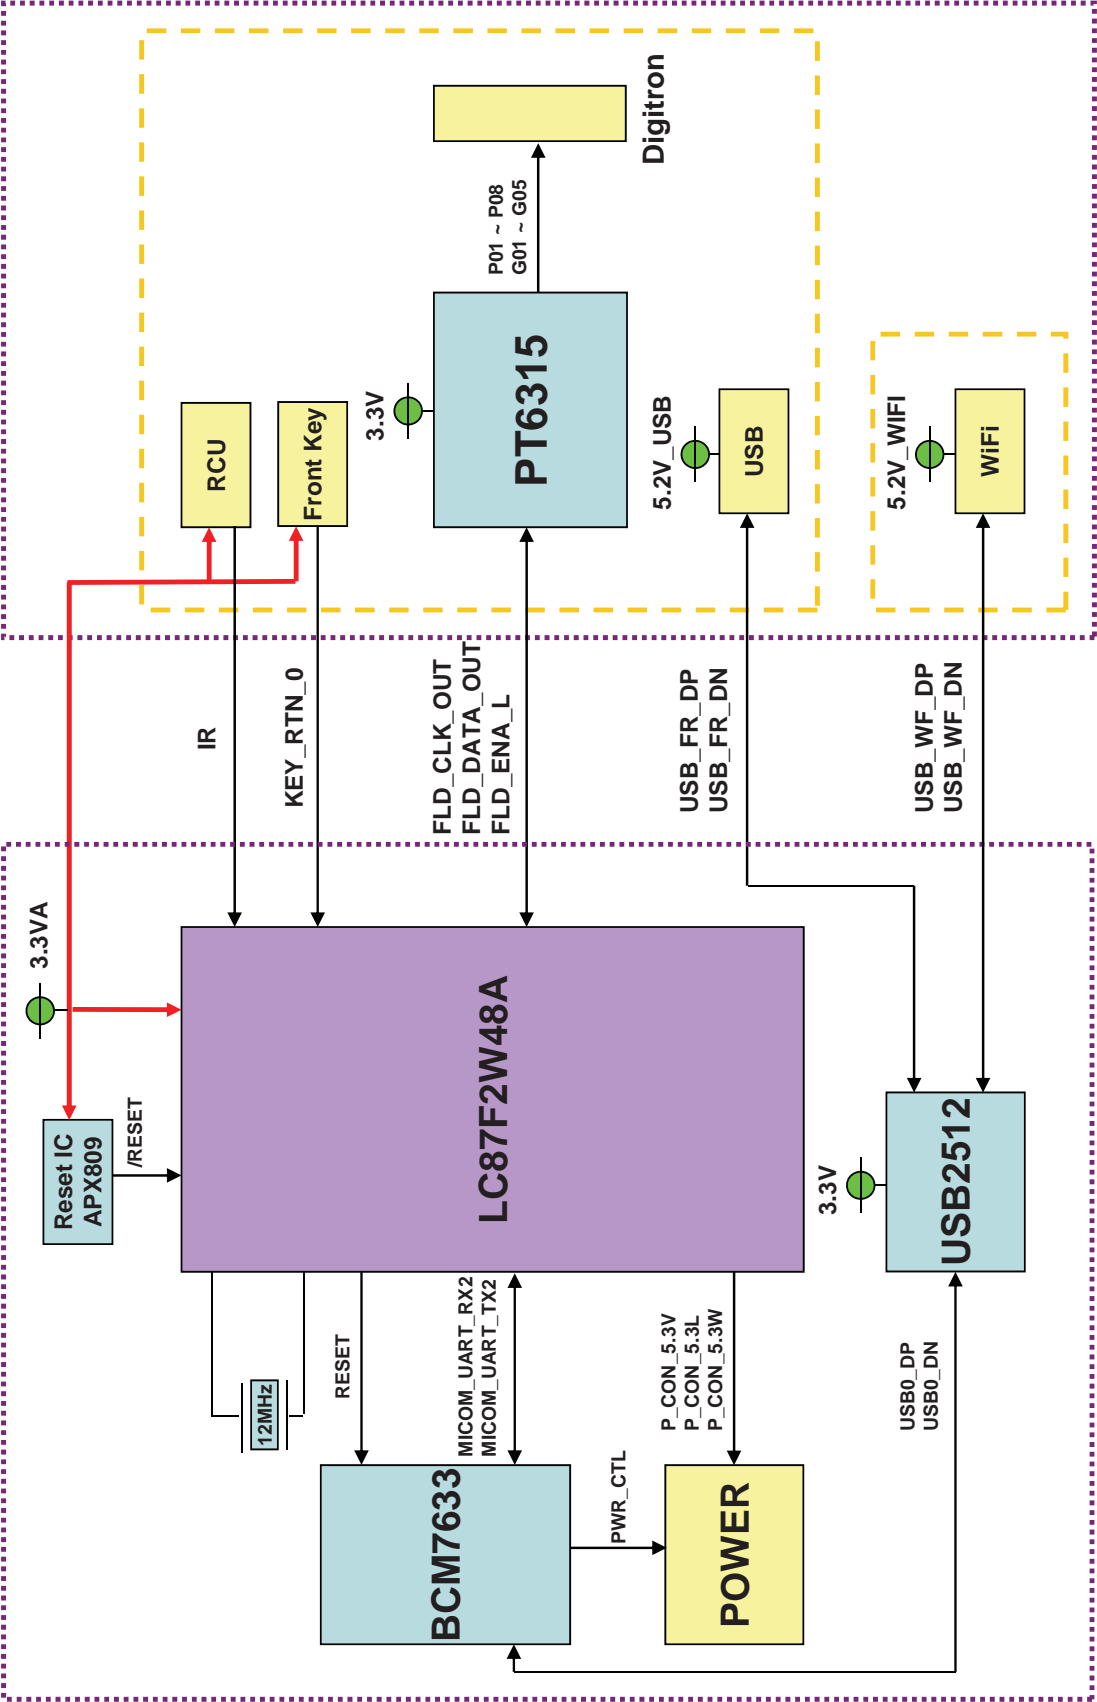 12MHz
Reset IC
APX809
/RESET
3.3VA
RESET
BCM7633
MICOM_UART_RX2
MICOM_UART_TX2
PWR_CTL
POWER
P_CON_5.3V
P_CON_5.3L
P_CON_5.3W
LC87F2W48A
3.3V
USB2512
USB0_DP
USB0_DN
IR
KEY_RTN_0
FLD_CLK_OUT
FLD_DATA_OUT
FLD_ENA_L
USB_FR_DP
USB_FR_DN
USB_WF_DP
USB_WF_DN
RCU
Front Key
3.3V
PT6315
P01 ~ P08
G01 ~ G05
Digitron
5.2V_USB
USB
5.2V_WIFI
WiFi